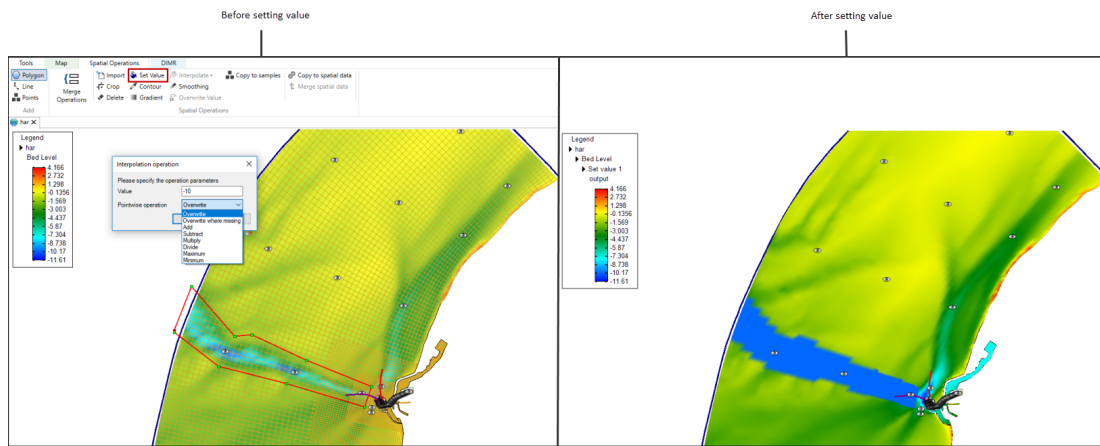 Before setting value
After setting value
Tools Map Spatial Operations DIMR
Polygon Import Set Value Interpolate Copy to samples Copy to spatial data
Line Merge Operations Crop Contour Smoothing Merge spatial data
Points Delete Gradient Overwrite Value
Add Spatial Operations
har X
Legend
har
Bed Level
4.166
2.732
1.298
-0.1356
-1.569
-3.003
-4.437
-5.87
-7.304
-8.738
-10.17
-11.61
Interpolation operation
Please specify the operation parameters
Value -10
Pointwise operation Overwrite
Overwrite
Overwrite where missing
Add
Subtract
Multiply
Divide
Maximum
Minimum
Legend
har
Bed Level
Set value 1
output
4.166
2.732
1.298
-0.1356
-1.569
-3.003
-4.437
-5.87
-7.304
-8.738
-10.17
-11.61